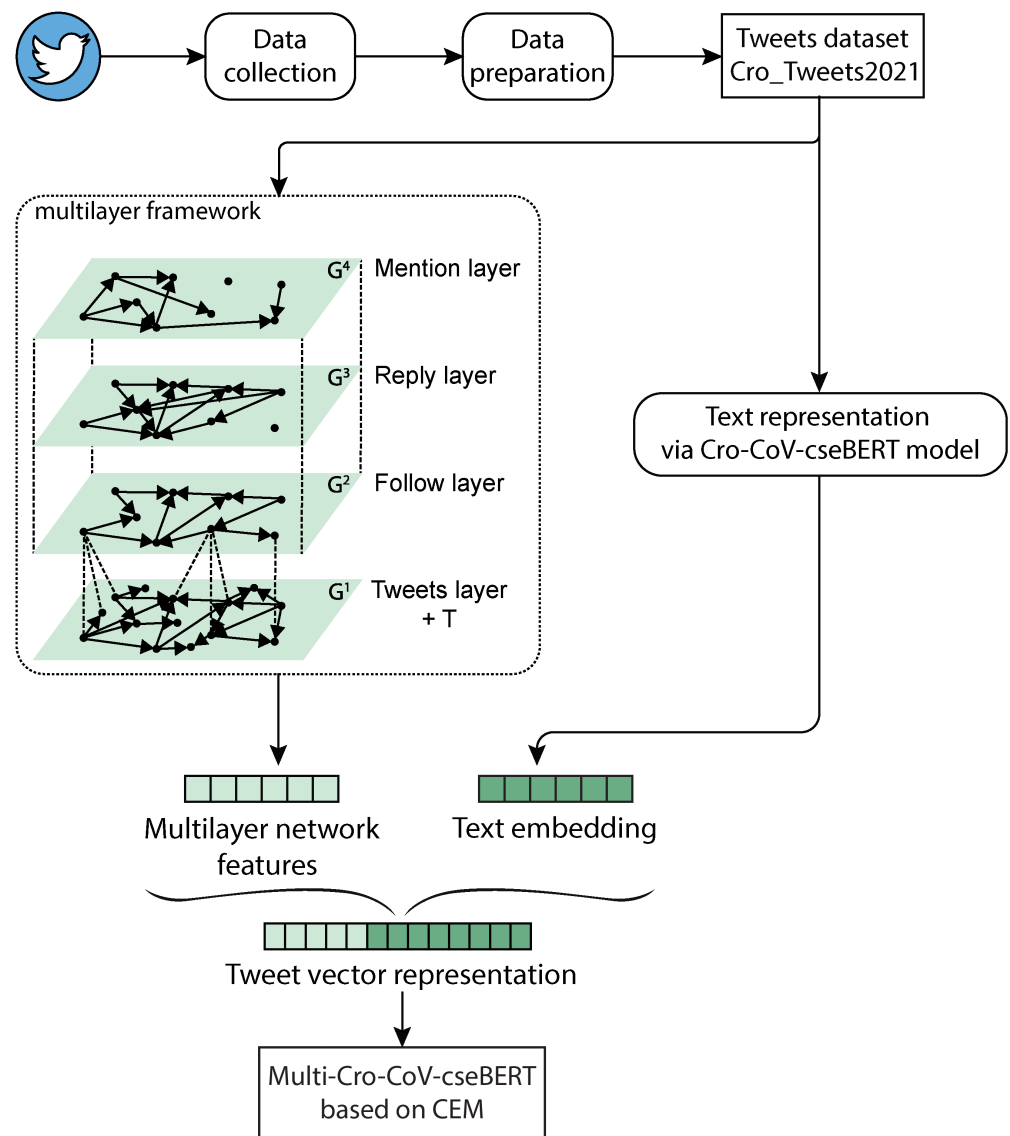 Data
collection
Data
preparation
Tweets dataset
Cro_Tweets2021
multilayer framework
G⁴
Mention layer
G³
Reply layer
G²
Follow layer
G¹
Tweets layer
+ T
Text representation
via Cro-CoV-cseBERT model
Multilayer network
features
Text embedding
Tweet vector representation
Multi-Cro-CoV-cseBERT
based on CEM